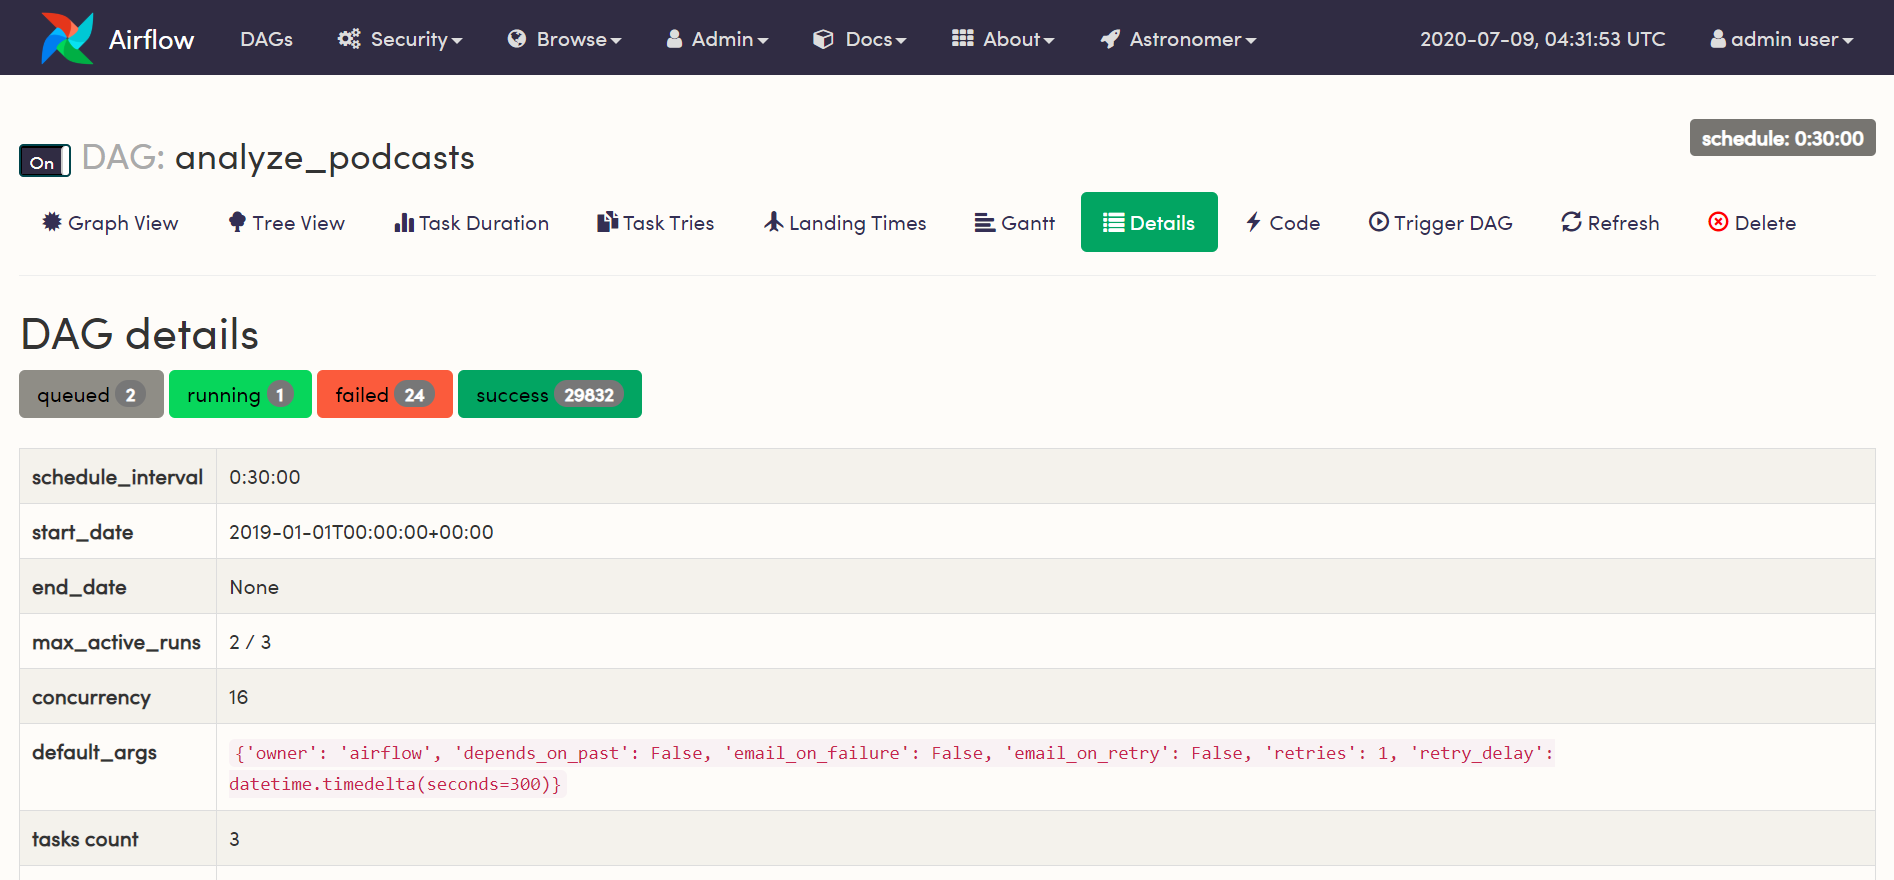 Airflow DAGs Security Browse Admin Docs About Astronomer 2020-07-09, 04:31:53 UTC admin user
schedule: 0:30:00
On DAG: analyze_podcasts
Graph View Tree View Task Duration Task Tries Landing Times Gantt Details Code Trigger DAG Refresh Delete
DAG details
queued 2 running 1 failed 24 success 29832
schedule_interval 0:30:00
start_date 2019-01-01T00:00:00+00:00
end_date None
max_active_runs 2 / 3
concurrency 16
default_args {'owner': 'airflow', 'depends_on_past': False, 'email_on_failure': False, 'email_on_retry': False, 'retries': 1, 'retry_delay':
datetime.timedelta(seconds=300)}
tasks count 3